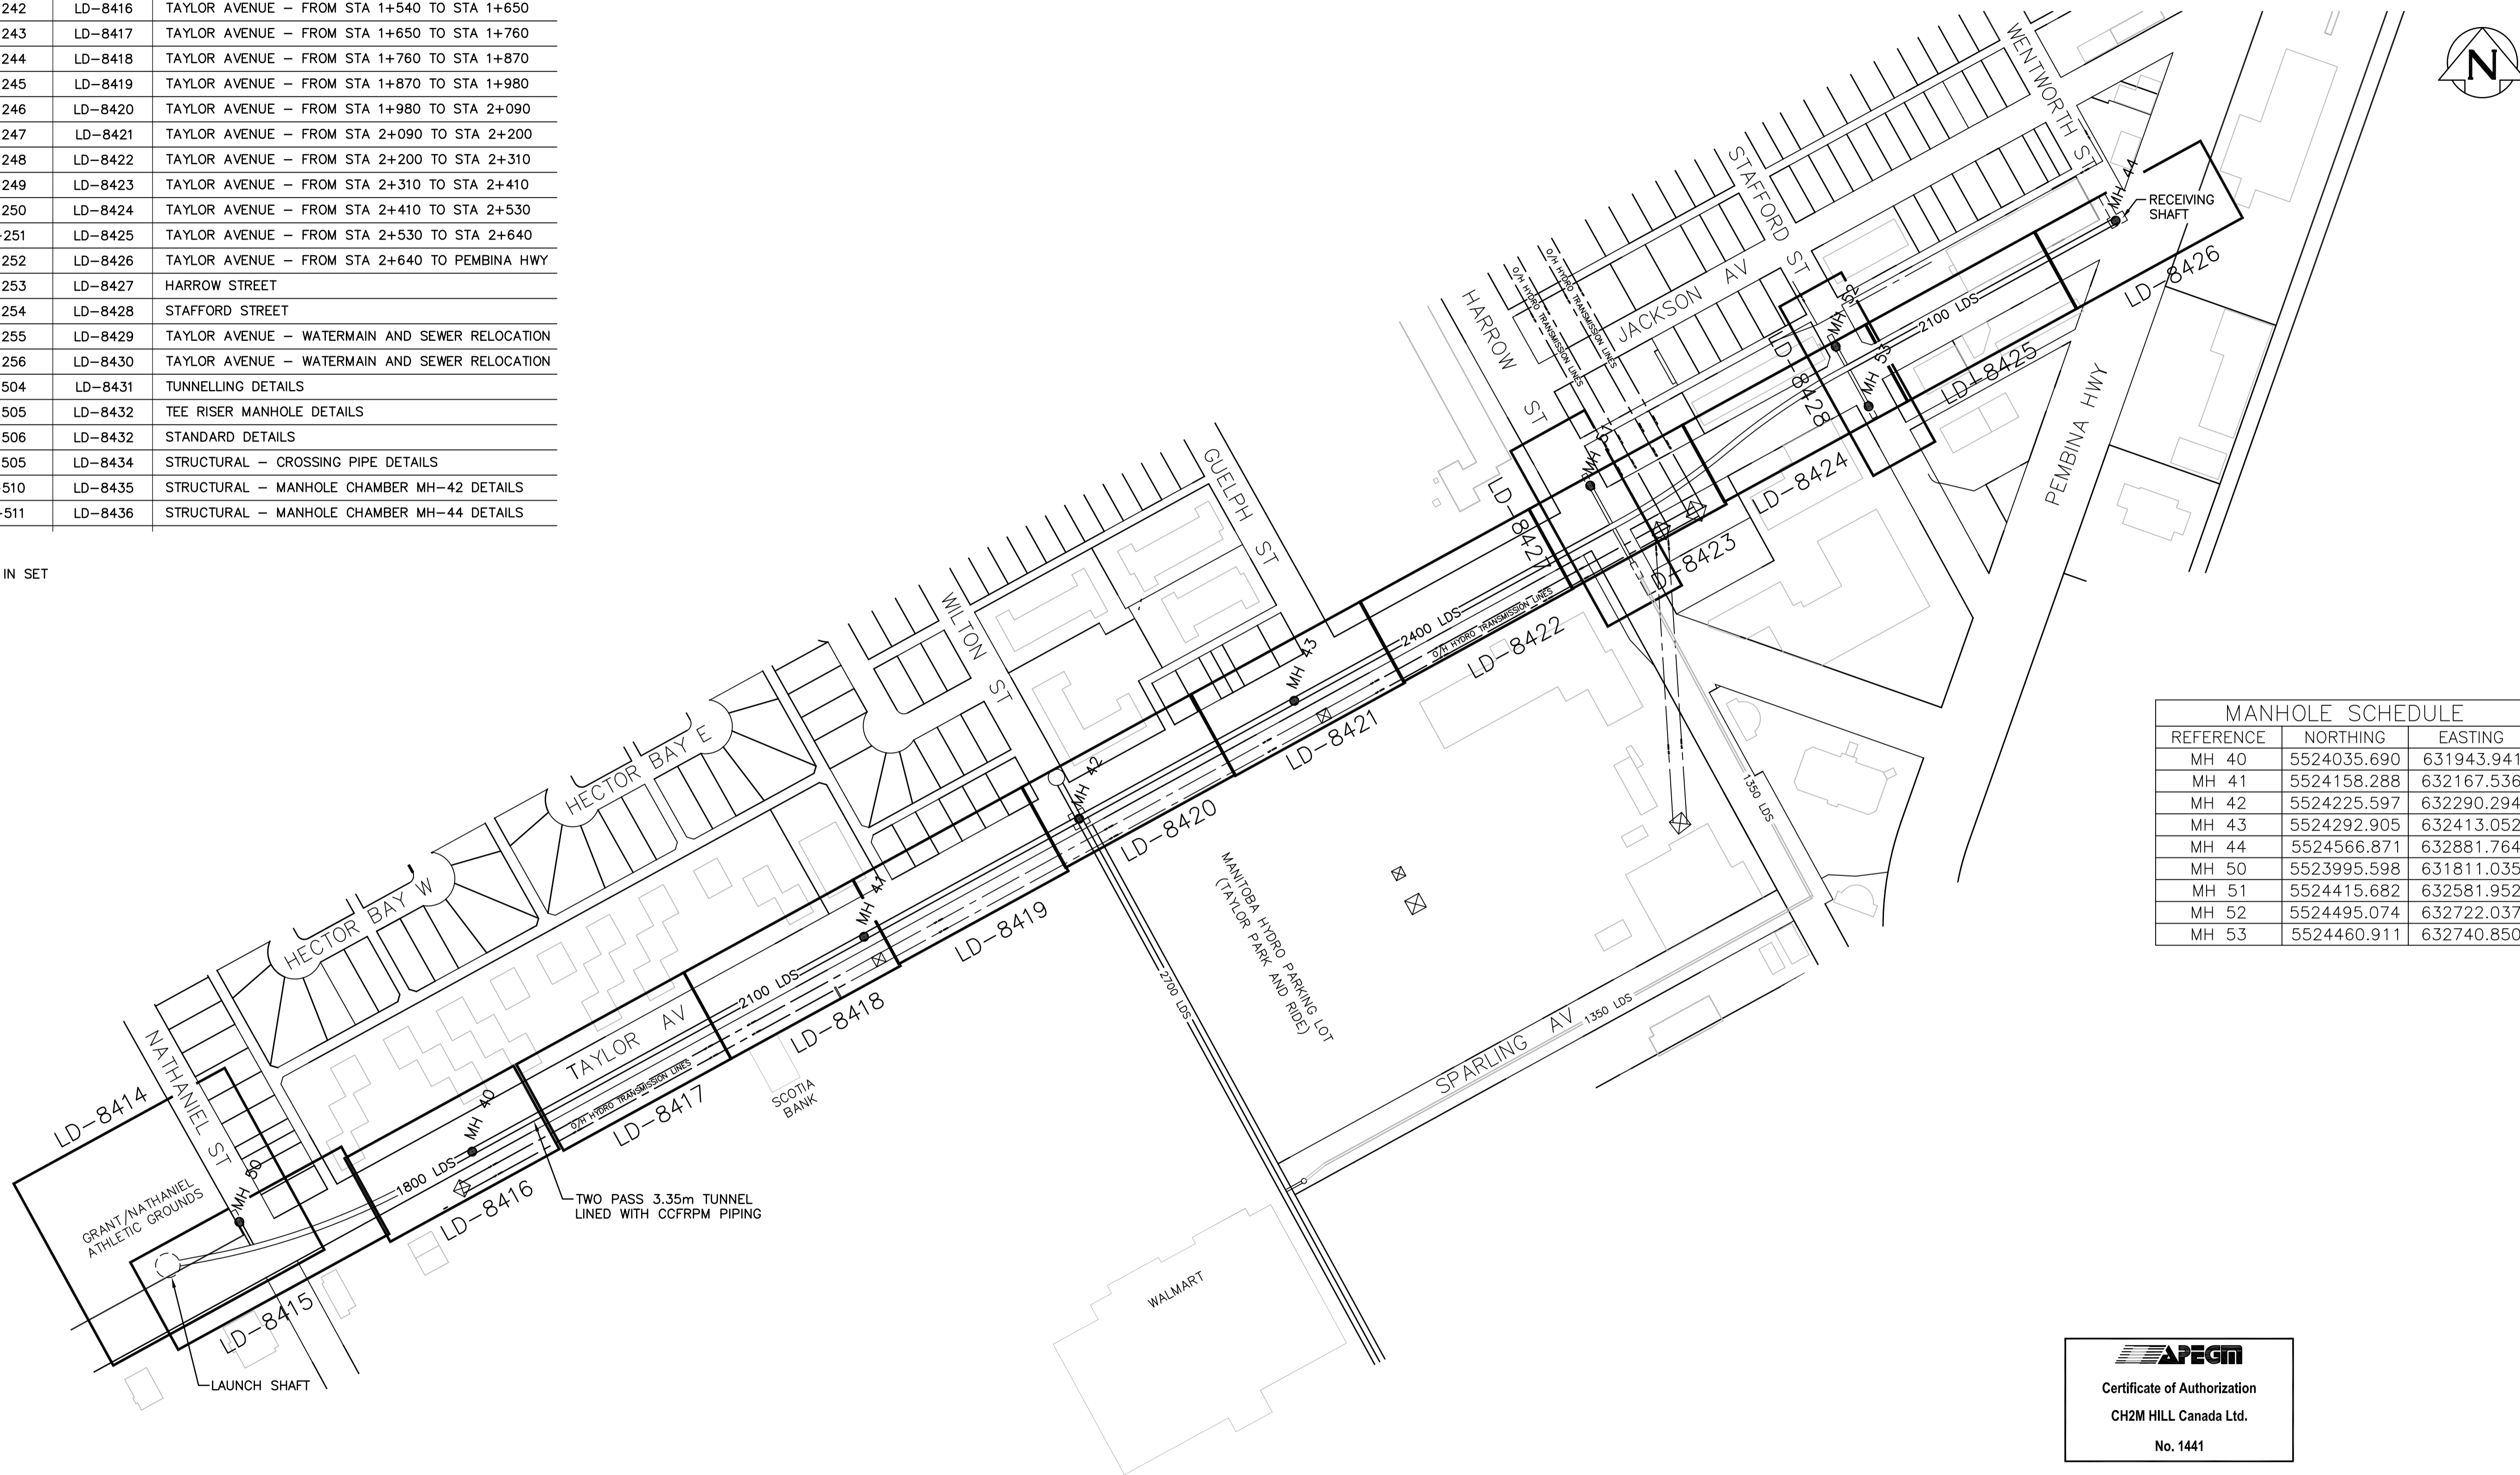 242 LD-8416 TAYLOR AVENUE – FROM STA 1+540 TO STA 1+650
243 LD-8417 TAYLOR AVENUE – FROM STA 1+650 TO STA 1+760
244 LD-8418 TAYLOR AVENUE – FROM STA 1+760 TO STA 1+870
245 LD-8419 TAYLOR AVENUE – FROM STA 1+870 TO STA 1+980
246 LD-8420 TAYLOR AVENUE – FROM STA 1+980 TO STA 2+090
247 LD-8421 TAYLOR AVENUE – FROM STA 2+090 TO STA 2+200
248 LD-8422 TAYLOR AVENUE – FROM STA 2+200 TO STA 2+310
249 LD-8423 TAYLOR AVENUE – FROM STA 2+310 TO STA 2+410
250 LD-8424 TAYLOR AVENUE – FROM STA 2+410 TO STA 2+530
-251 LD-8425 TAYLOR AVENUE – FROM STA 2+530 TO STA 2+640
252 LD-8426 TAYLOR AVENUE – FROM STA 2+640 TO PEMBINA HWY
253 LD-8427 HARROW STREET
254 LD-8428 STAFFORD STREET
255 LD-8429 TAYLOR AVENUE – WATERMAIN AND SEWER RELOCATION
256 LD-8430 TAYLOR AVENUE – WATERMAIN AND SEWER RELOCATION
504 LD-8431 TUNNELLING DETAILS
505 LD-8432 TEE RISER MANHOLE DETAILS
506 LD-8432 STANDARD DETAILS
505 LD-8434 STRUCTURAL – CROSSING PIPE DETAILS
510 LD-8435 STRUCTURAL – MANHOLE CHAMBER MH-42 DETAILS
-511 LD-8436 STRUCTURAL – MANHOLE CHAMBER MH-44 DETAILS
IN SET
N
WENTWORTH ST
STAFFORD ST
JACKSON AV
HARROW ST
O/H HYDRO TRANSMISSION LINES
O/H HYDRO TRANSMISSION LINES
MH 44
RECEIVING
SHAFT
LD-8426
2100 LDS
LD-8425
MH 52
MH 53
LD-8428
LD-8424
PEMBINA HWY
MH 51
LD-8427
LD-8423
GUELPH ST
2400 LDS
O/H HYDRO TRANSMISSION LINES
LD-8422
MH 43
LD-8421
WILTON ST
MH 42
LD-8420
1350 LDS
MANITOBA HYDRO PARKING LOT
(TAYLOR PARK AND RIDE)
2700 LDS
SPARLING AV
1350 LDS
WALMART
HECTOR BAY E
HECTOR BAY W
MH 41
LD-8419
2100 LDS
LD-8418
TAYLOR AV
O/H HYDRO TRANSMISSION LINES
LD-8417
SCOTIA
BANK
MH 40
1800 LDS
LD-8416
TWO PASS 3.35m TUNNEL
LINED WITH CCFRPM PIPING
NATHANIEL ST
LD-8414
MH 50
GRANT/NATHANIEL
ATHLETIC GROUNDS
LD-8415
LAUNCH SHAFT
MANHOLE SCHEDULE
REFERENCE NORTHING EASTING
MH 40 5524035.690 631943.941
MH 41 5524158.288 632167.536
MH 42 5524225.597 632290.294
MH 43 5524292.905 632413.052
MH 44 5524566.871 632881.764
MH 50 5523995.598 631811.035
MH 51 5524415.682 632581.952
MH 52 5524495.074 632722.037
MH 53 5524460.911 632740.850
APEGM
Certificate of Authorization
CH2M HILL Canada Ltd.
No. 1441